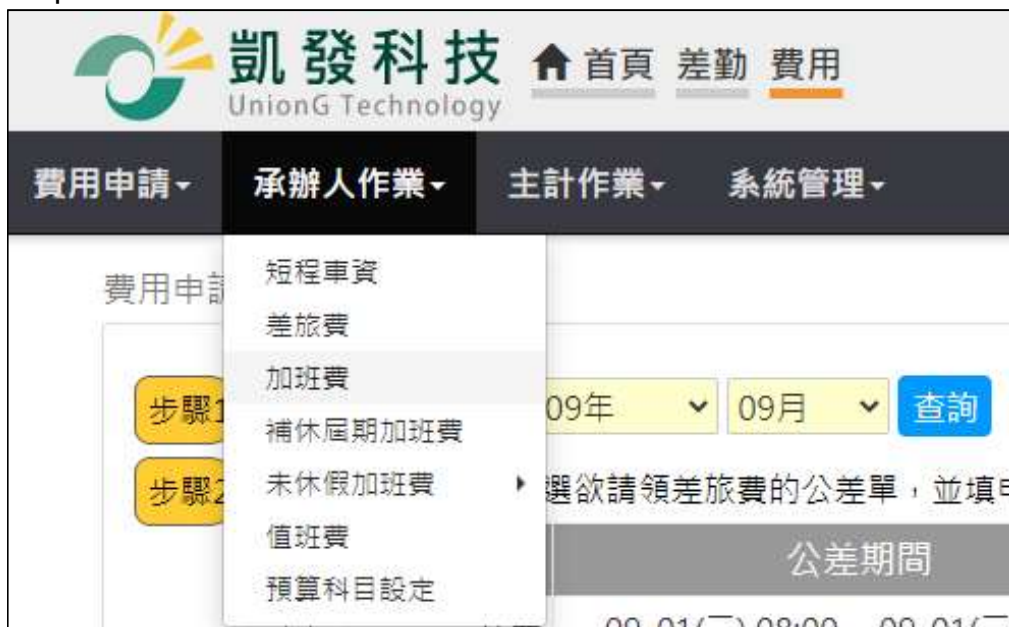 凱發科技 首頁 差勤 費用
UnionG Technology
費用申請 承辦人作業 主計作業 系統管理
費用申
短程車資
差旅費
加班費
步驟1 09年 09月 查詢
補休屆期加班費
步驟2 未休假加班費 選欲請領差旅費的公差單，並填
值班費
公差期間
預算科目設定